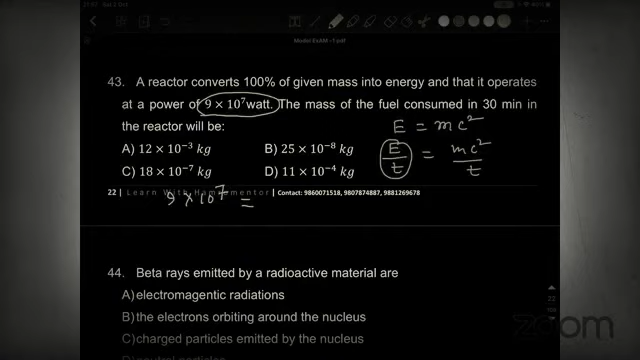 Model ExAM -1.pdf
43. A reactor converts 100% of given mass into energy and that it operates
at a power of 9 × 10⁷watt. The mass of the fuel consumed in 30 min in
the reactor will be:
E = mc²
A) 12 × 10⁻³ kg B) 25 × 10⁻⁸ kg
E/t = mc²/t
C) 18 × 10⁻⁷ kg D) 11 × 10⁻⁴ kg
22 | Learn With Ham mentor | Contact: 9860071518, 9807874887, 9881269678
9 × 10⁷ =
44. Beta rays emitted by a radioactive material are
A) electromagentic radiations
B) the electrons orbiting around the nucleus
C) charged particles emitted by the nucleus
22
zoom